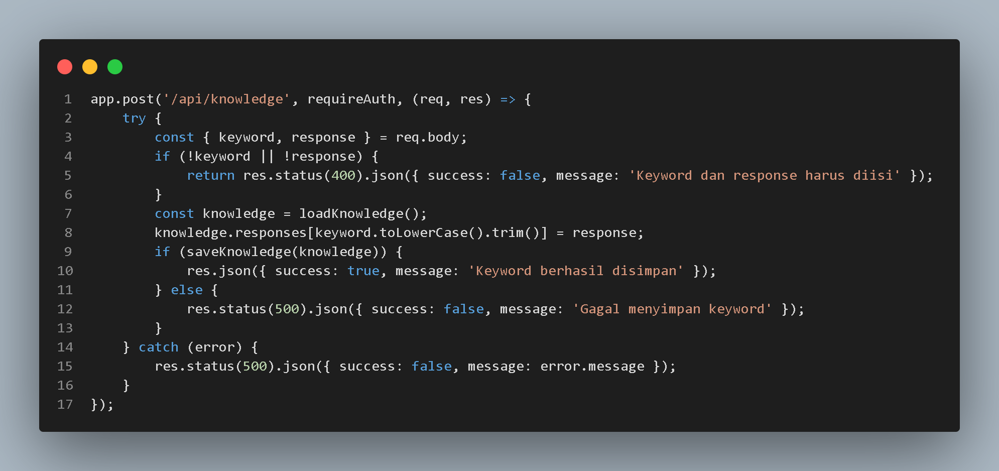 1 app.post('/api/knowledge', requireAuth, (req, res) => {
2     try {
3         const { keyword, response } = req.body;
4         if (!keyword || !response) {
5             return res.status(400).json({ success: false, message: 'Keyword dan response harus diisi' });
6         }
7         const knowledge = loadKnowledge();
8         knowledge.responses[keyword.toLowerCase().trim()] = response;
9         if (saveKnowledge(knowledge)) {
10             res.json({ success: true, message: 'Keyword berhasil disimpan' });
11         } else {
12             res.status(500).json({ success: false, message: 'Gagal menyimpan keyword' });
13         }
14     } catch (error) {
15         res.status(500).json({ success: false, message: error.message });
16     }
17 });